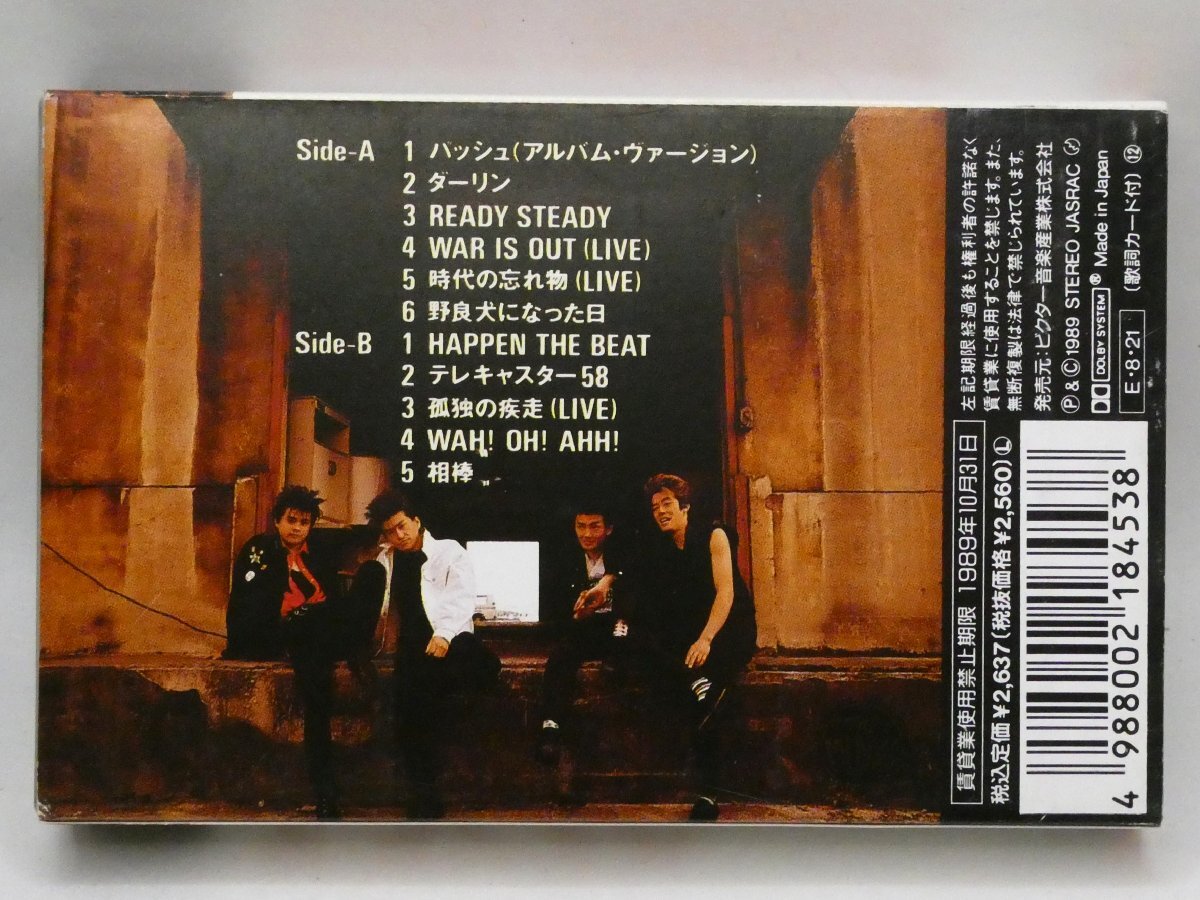 Side-A 1 バッシュ(アルバム・ヴァージョン)
2 ダーリン
3 READY STEADY
4 WAR IS OUT (LIVE)
5 時代の忘れ物 (LIVE)
6 野良犬になった日
Side-B 1 HAPPEN THE BEAT
2 テレキャスター58
3 孤独の疾走 (LIVE)
4 WAH! OH! AHH!
5 相棒
左記期限経過後も権利者の許諾なく
賃貸業に使用することを禁じます。また、
無断複製は法律で禁じられています。
発売元:ビクター音楽産業株式会社
Ⓟ & Ⓒ 1989 STEREO JASRAC
DOLBY SYSTEM ® Made in Japan
E・8・21 (歌詞カード付) ⑫
賃貸業使用禁止期限 1989年10月31日
税込定価¥2,637(税抜価格¥2,560)Ⓛ
4 988002 184538